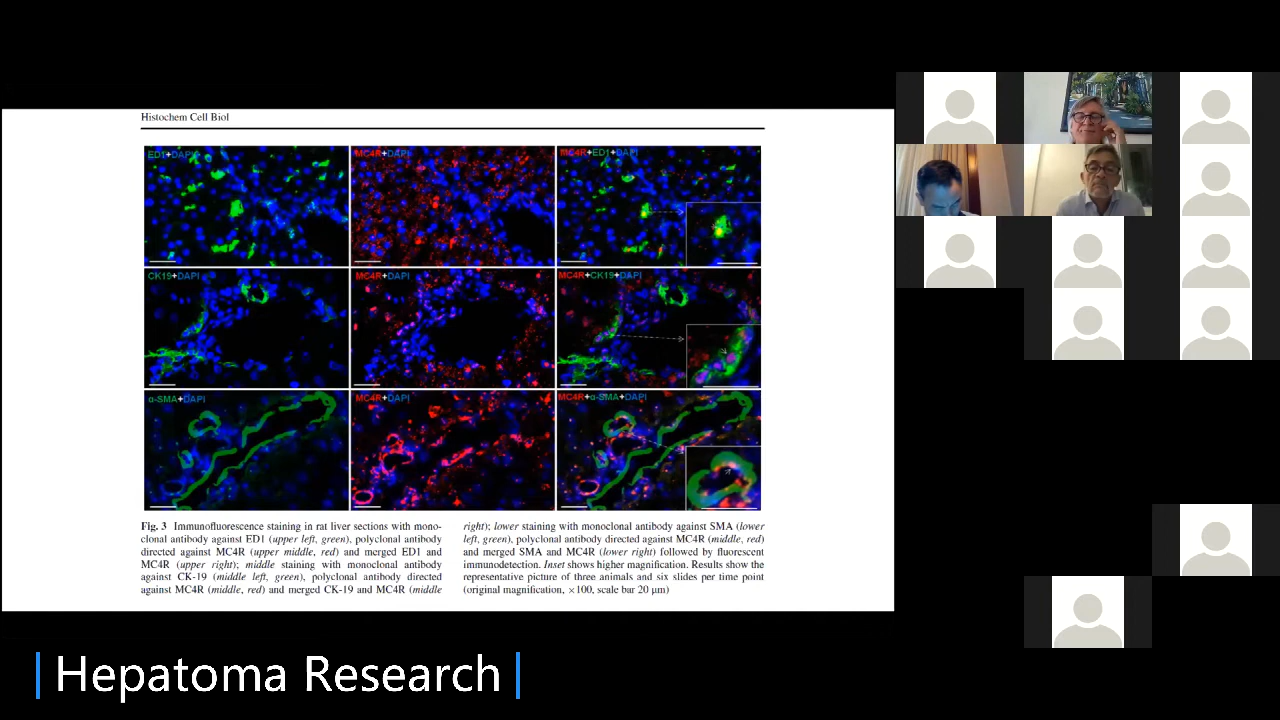 Histochem Cell Biol
ED1+DAPI
MC4R+DAPI
MC4R+ED1+DAPI
CK19+DAPI
MC4R+DAPI
MC4R+CK19+DAPI
α-SMA+DAPI
MC4R+DAPI
MC4R+α-SMA+DAPI
Fig. 3 Immunofluorescence staining in rat liver sections with mono-
clonal antibody against ED1 (upper left, green), polyclonal antibody
directed against MC4R (upper middle, red) and merged ED1 and
MC4R (upper right); middle staining with monoclonal antibody
against CK-19 (middle left, green), polyclonal antibody directed
against MC4R (middle, red) and merged CK-19 and MC4R (middle
right); lower staining with monoclonal antibody against SMA (lower
left, green), polyclonal antibody directed against MC4R (middle, red)
and merged SMA and MC4R (lower right) followed by fluorescent
immunodetection. Inset shows higher magnification. Results show the
representative picture of three animals and six slides per time point
(original magnification, ×100, scale bar 20 μm)
Hepatoma Research